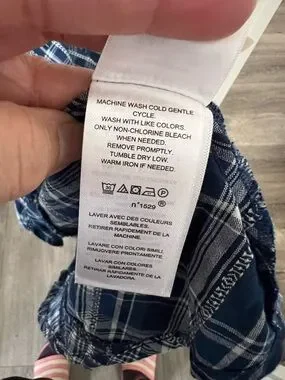 MACHINE WASH COLD GENTLE
CYCLE.
WASH WITH LIKE COLORS.
ONLY NON-CHLORINE BLEACH
WHEN NEEDED.
REMOVE PROMPTLY.
TUMBLE DRY LOW.
WARM IRON IF NEEDED.
30
n°1529®
LAVER AVEC DES COULEURS
SEMBLABLES.
RETIRER RAPIDEMENT DE LA
MACHINE.
LAVARE CON COLORI SIMILI.
RIMUOVERE PRONTAMENTE.
LAVAR CON COLORES
SIMILARES.
RETIRAR RAPIDAMENTE DE LA
LAVADORA.